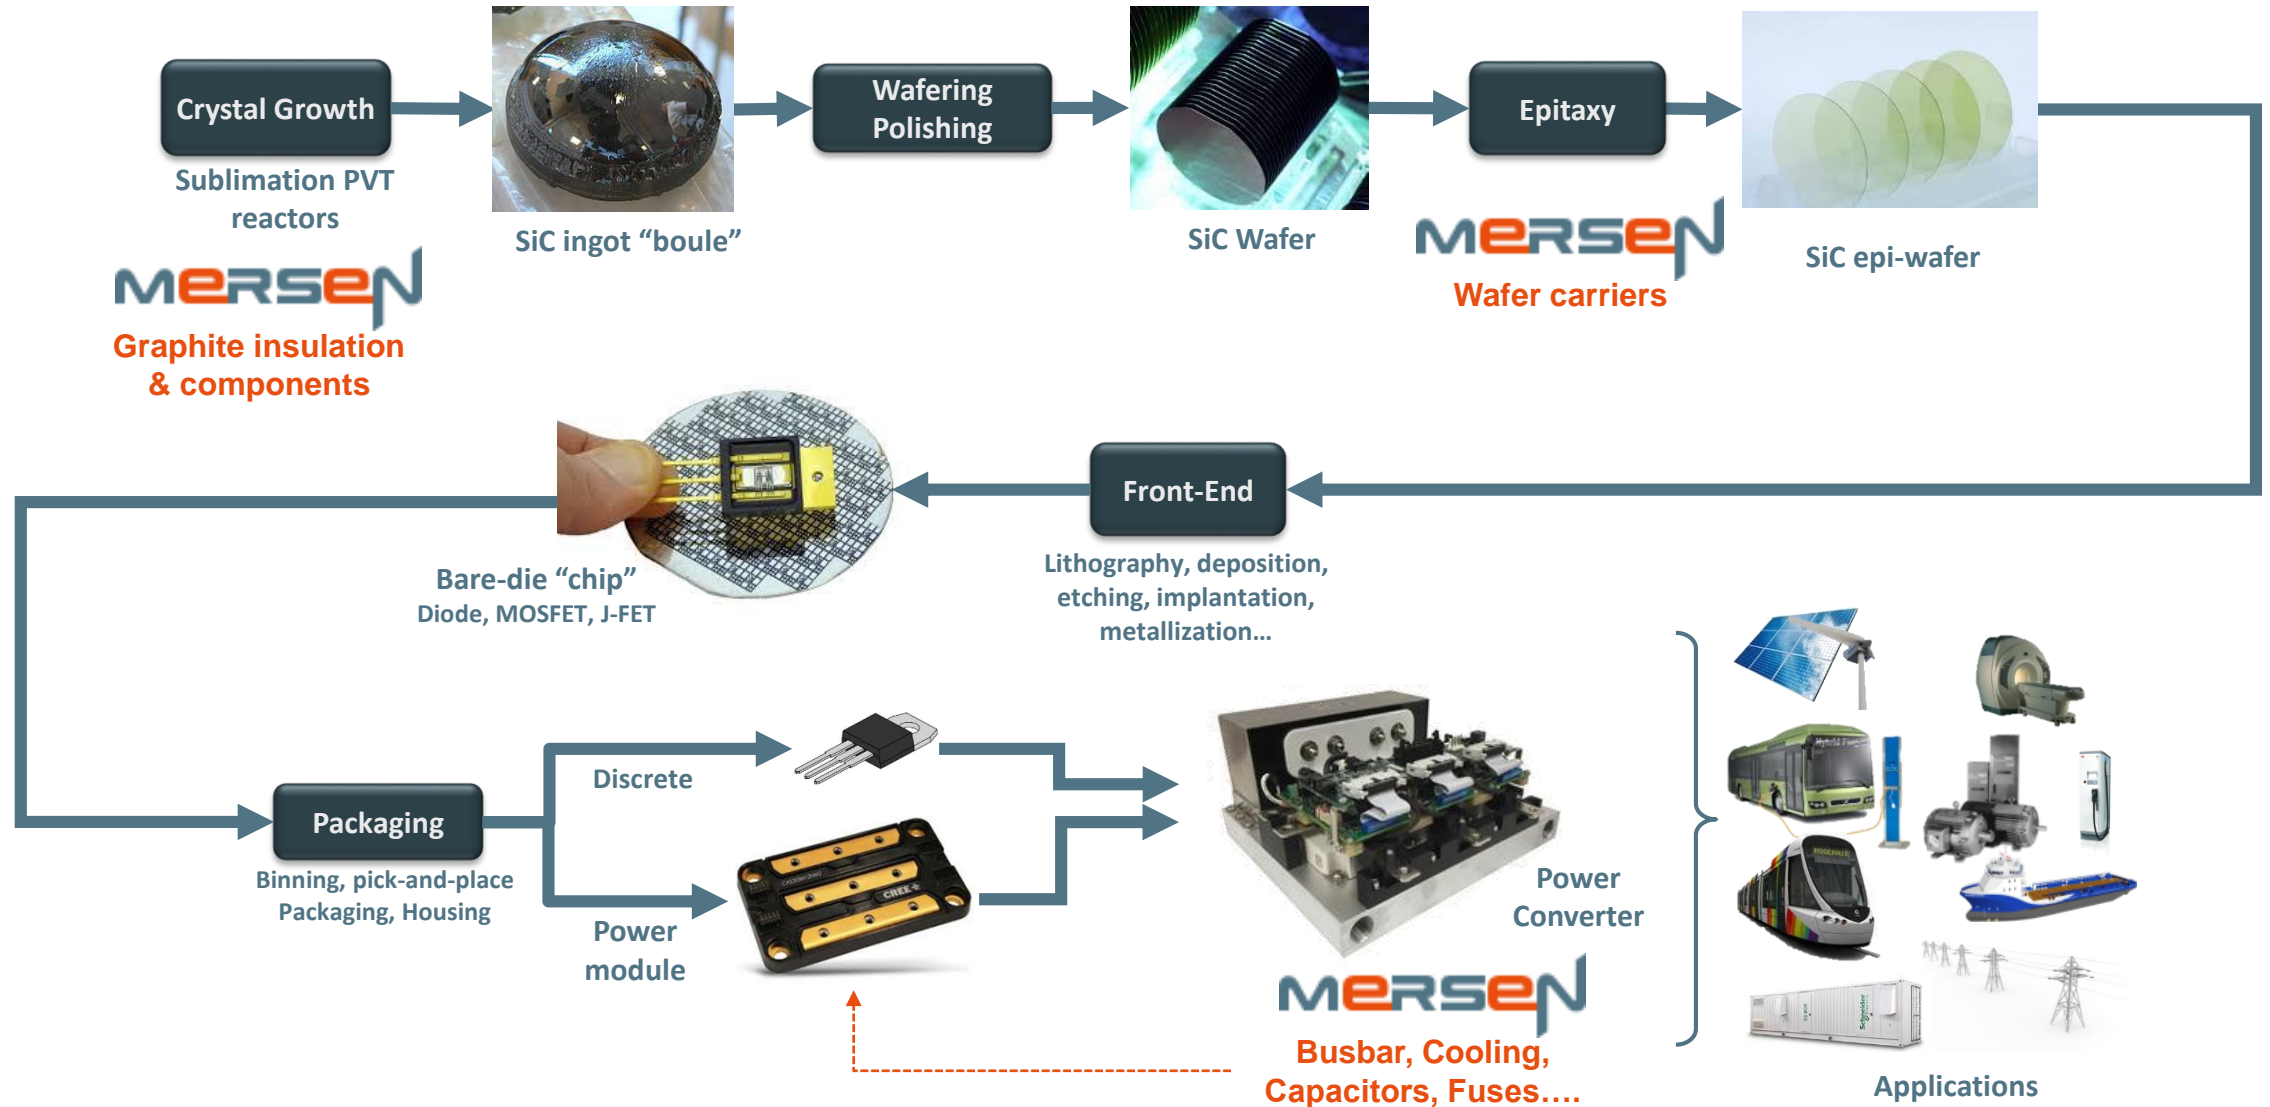 Crystal Growth
Sublimation PVT
reactors
MERSEN
Graphite insulation
& components
SiC ingot “boule”
Wafering
Polishing
SiC Wafer
Epitaxy
MERSEN
Wafer carriers
SiC epi-wafer
Front-End
Lithography, deposition,
etching, implantation,
metallization...
Bare-die “chip”
Diode, MOSFET, J-FET
Packaging
Binning, pick-and-place
Packaging, Housing
Discrete
Power
module
CREE
Power
Converter
MERSEN
Busbar, Cooling,
Capacitors, Fuses....
Schneider
Applications